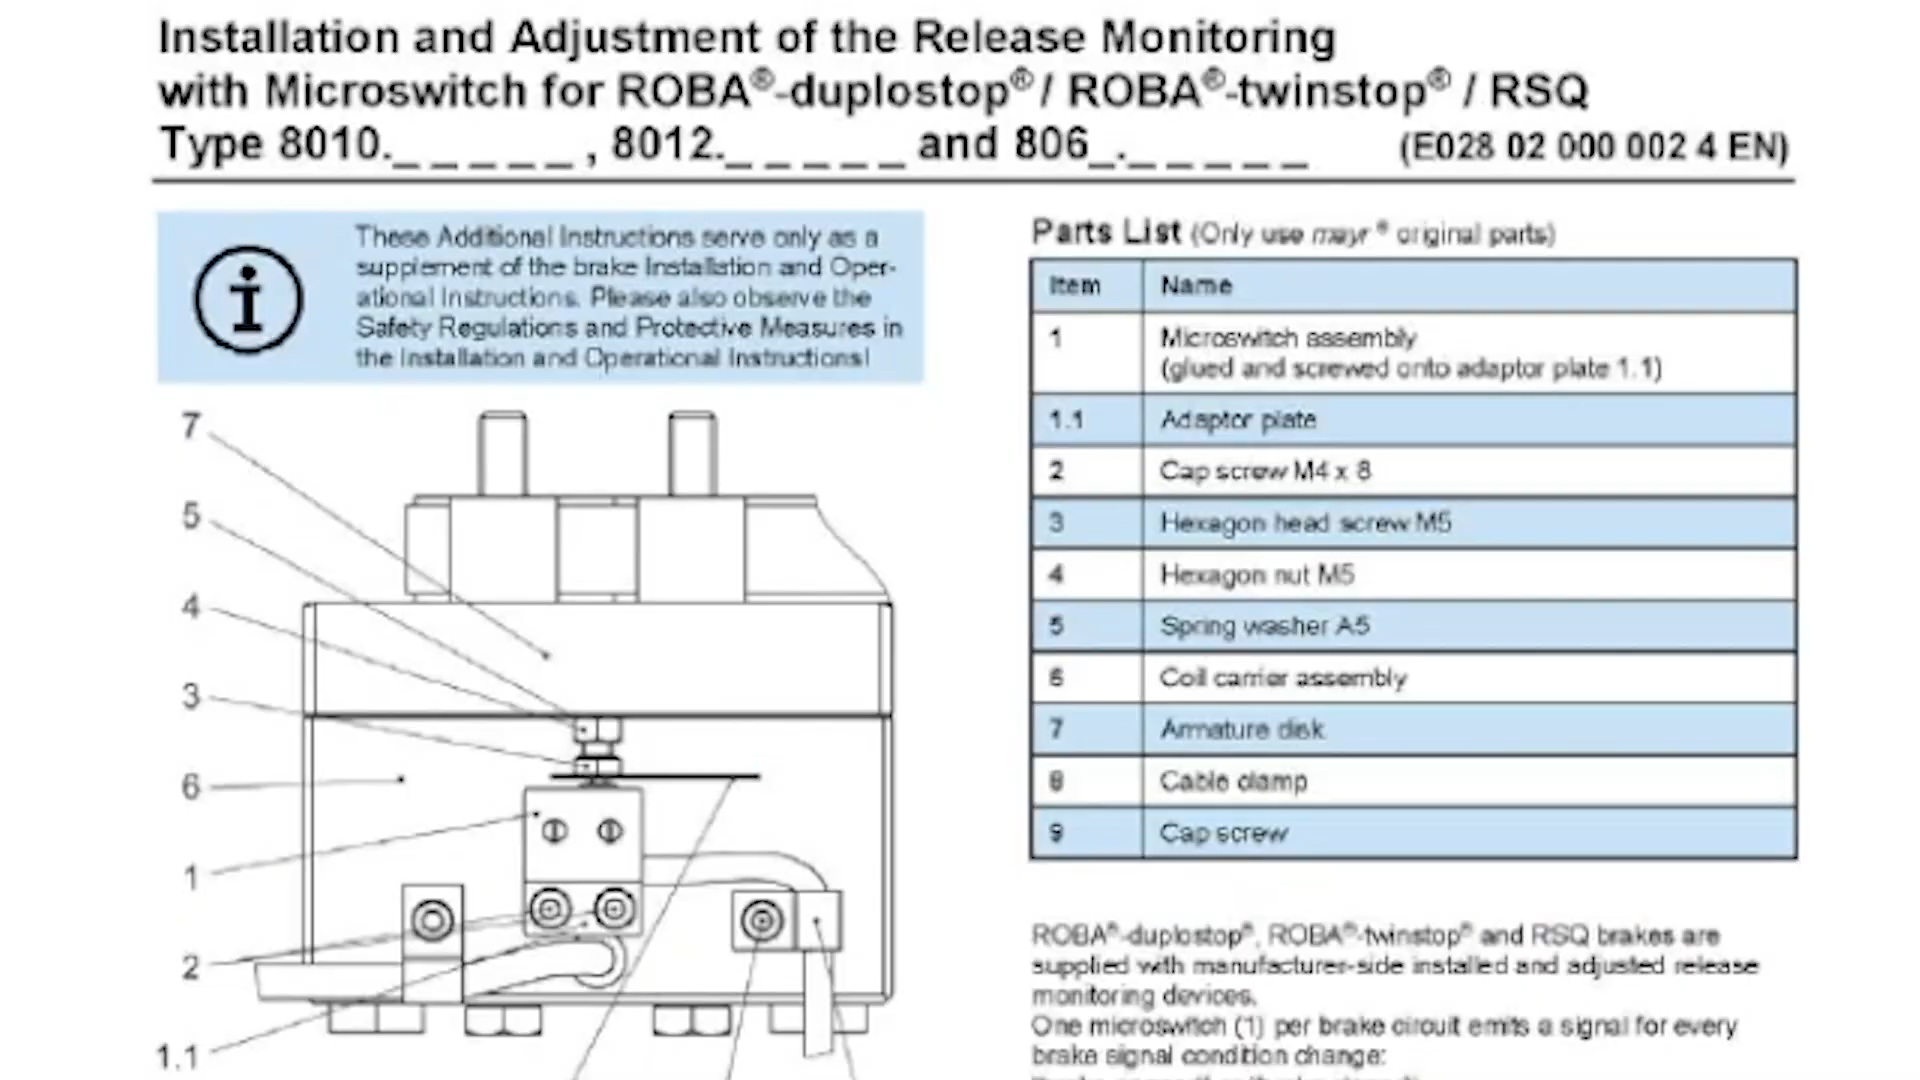 Installation and Adjustment of the Release Monitoring
with Microswitch for ROBA®-duplostop® / ROBA®-twinstop® / RSQ
Type 8010._ _ _ _ _ , 8012._ _ _ _ _ and 806_._ _ _ _ _ (E028 02 000 002 4 EN)
These Additional Instructions serve only as a
supplement of the brake Installation and Oper-
ational Instructions. Please also observe the
Safety Regulations and Protective Measures in
the Installation and Operational Instructions!
7
5
4
3
6
1
2
1.1
Parts List (Only use mayr® original parts)
Item Name
1 Microswitch assembly
(glued and screwed onto adaptor plate 1.1)
1.1 Adaptor plate
2 Cap screw M4 x 8
3 Hexagon head screw M5
4 Hexagon nut M5
5 Spring washer A5
6 Coil carrier assembly
7 Armature disk
8 Cable clamp
9 Cap screw
ROBA®-duplostop®, ROBA®-twinstop® and RSQ brakes are
supplied with manufacturer-side installed and adjusted release
monitoring devices.
One microswitch (1) per brake circuit emits a signal for every
brake signal condition change: